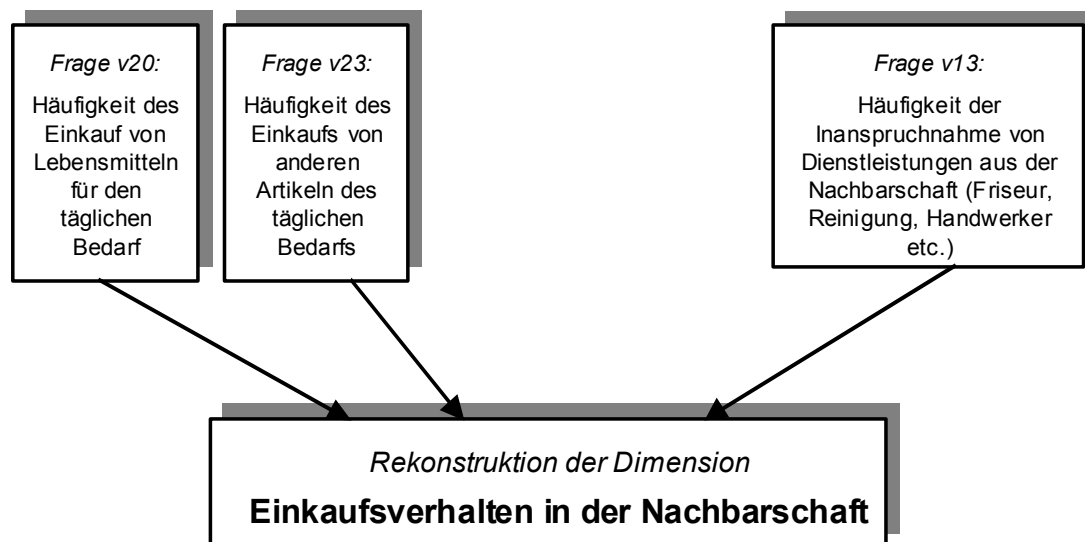 Frage v20:
Häufigkeit des
Einkauf von
Lebensmitteln
für den
täglichen
Bedarf
Frage v23:
Häufigkeit des
Einkaufs von
anderen
Artikeln des
täglichen
Bedarfs
Frage v13:
Häufigkeit der
Inanspruchnahme von
Dienstleistungen aus der
Nachbarschaft (Friseur,
Reinigung, Handwerker
etc.)
Rekonstruktion der Dimension
Einkaufsverhalten in der Nachbarschaft